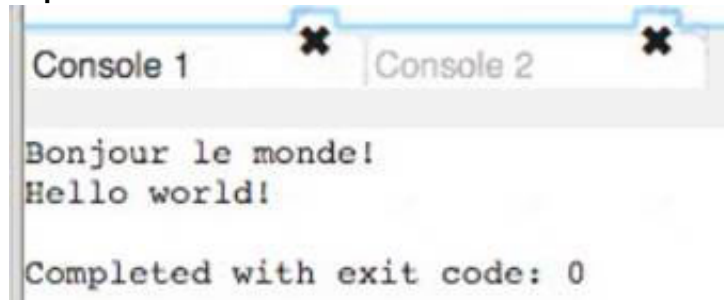 Console 1 Console 2
Bonjour le monde!
Hello world!
Completed with exit code: 0